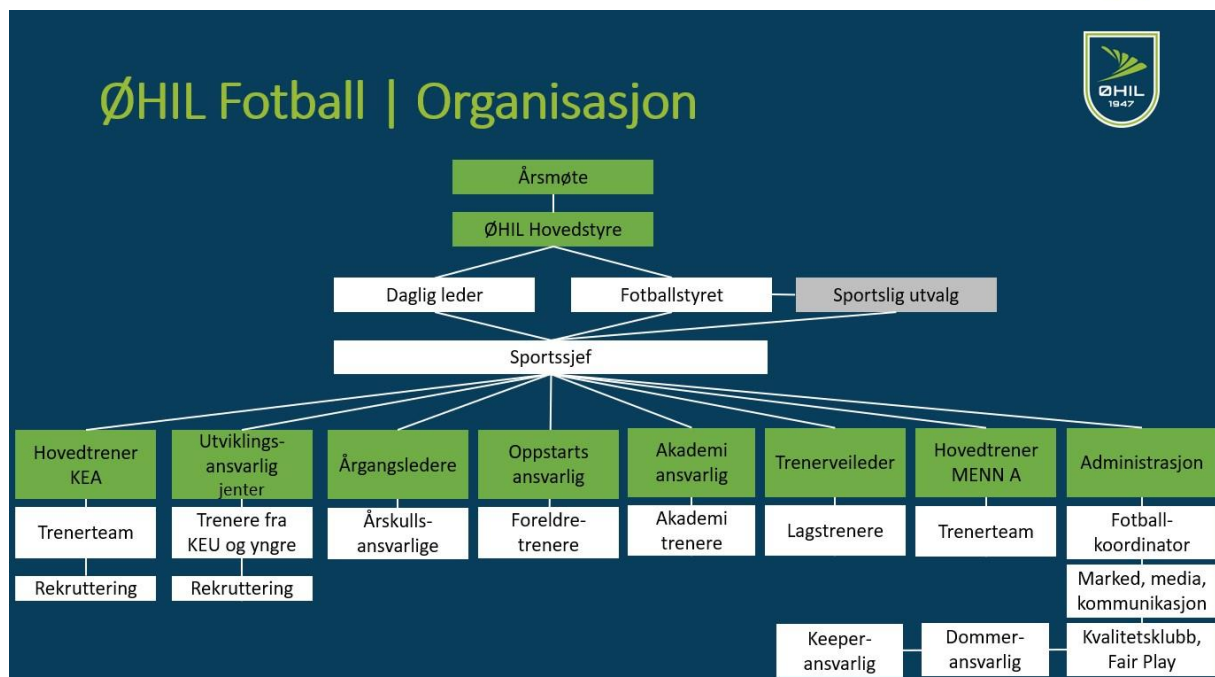 ØHIL Fotball | Organisasjon
ØHIL
1947
Årsmøte
ØHIL Hovedstyre
Daglig leder
Fotballstyret
Sportslig utvalg
Sportssjef
Hovedtrener
KEA
Utviklings-
ansvarlig
jenter
Årgangsledere
Oppstarts
ansvarlig
Akademi
ansvarlig
Trenerveileder
Hovedtrener
MENN A
Administrasjon
Trenerteam
Trenere fra
KEU og yngre
Årskulls-
ansvarlige
Foreldre-
trenere
Akademi
trenere
Lagstrenere
Trenerteam
Fotball-
koordinator
Rekruttering
Rekruttering
Marked, media,
kommunikasjon
Keeper-
ansvarlig
Dommer-
ansvarlig
Kvalitetsklubb,
Fair Play